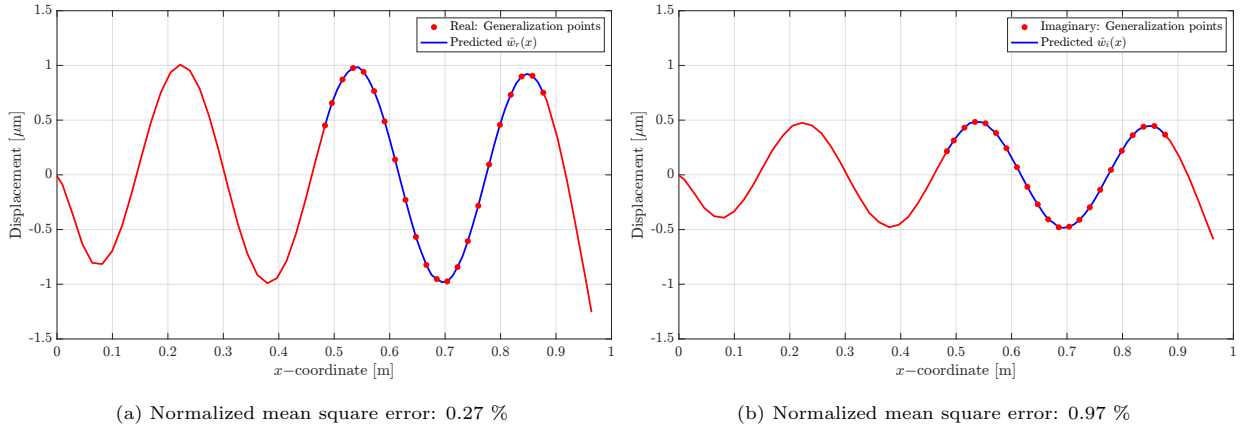 1.5
1
0.5
0
-0.5
-1
-1.5
Displacement [μm]
Real: Generalization points
Predicted ŵr(x)
0 0.1 0.2 0.3 0.4 0.5 0.6 0.7 0.8 0.9 1
x−coordinate [m]
(a) Normalized mean square error: 0.27 %
1.5
1
0.5
0
-0.5
-1
-1.5
Displacement [μm]
Imaginary: Generalization points
Predicted ŵi(x)
0 0.1 0.2 0.3 0.4 0.5 0.6 0.7 0.8 0.9 1
x−coordinate [m]
(b) Normalized mean square error: 0.97 %